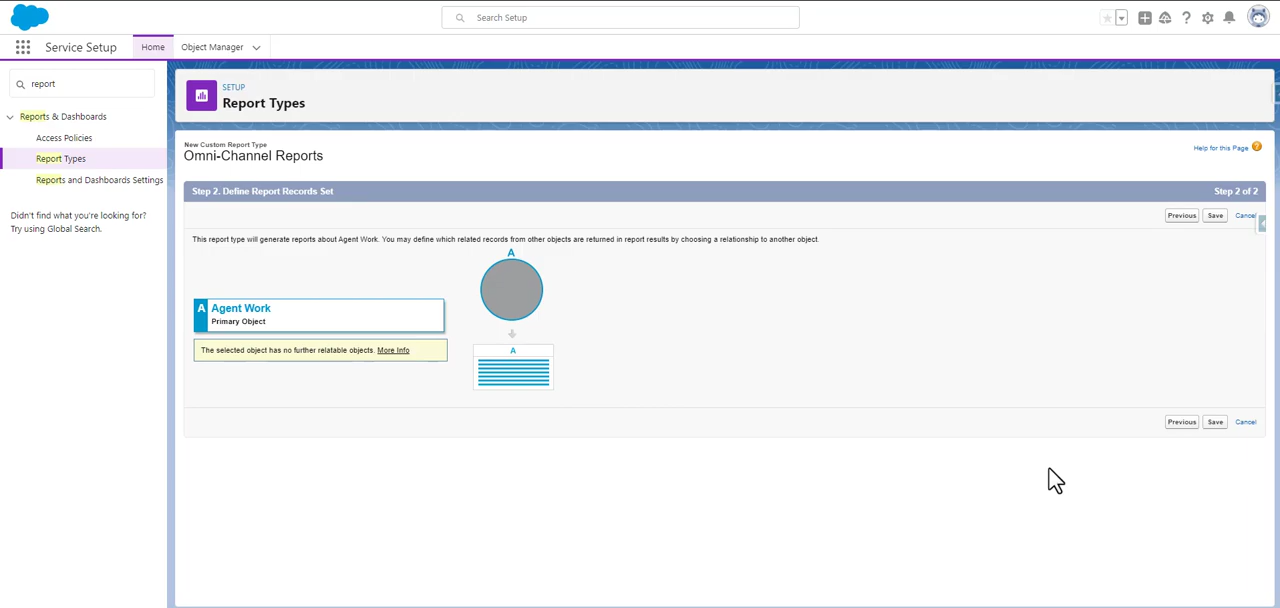 Search Setup
Service Setup
Home
Object Manager
report
Reports & Dashboards
Access Policies
Report Types
Reports and Dashboards Settings
Didn't find what you're looking for?
Try using Global Search.
SETUP
Report Types
New Custom Report Type
Omni-Channel Reports
Help for this Page
Step 2. Define Report Records Set
Step 2 of 2
Previous
Save
Cancel
This report type will generate reports about Agent Work. You may define which related records from other objects are returned in report results by choosing a relationship to another object.
A
A
Agent Work
Primary Object
The selected object has no further relatable objects. More Info
A
Previous
Save
Cancel